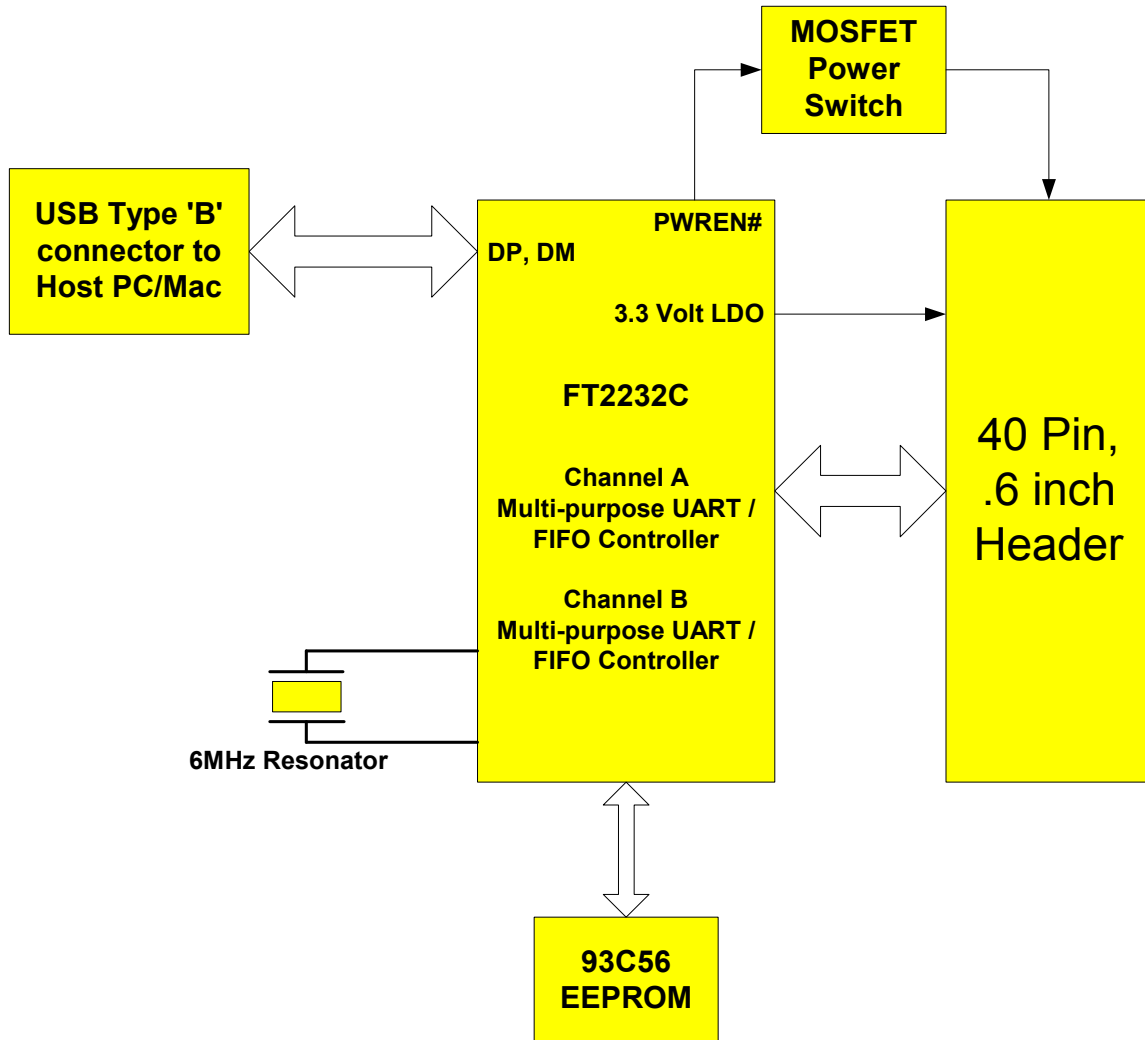 MOSFET
Power
Switch
USB Type 'B'
connector to
Host PC/Mac
PWREN#
DP, DM
3.3 Volt LDO
FT2232C
Channel A
Multi-purpose UART /
FIFO Controller
Channel B
Multi-purpose UART /
FIFO Controller
40 Pin,
.6 inch
Header
6MHz Resonator
93C56
EEPROM